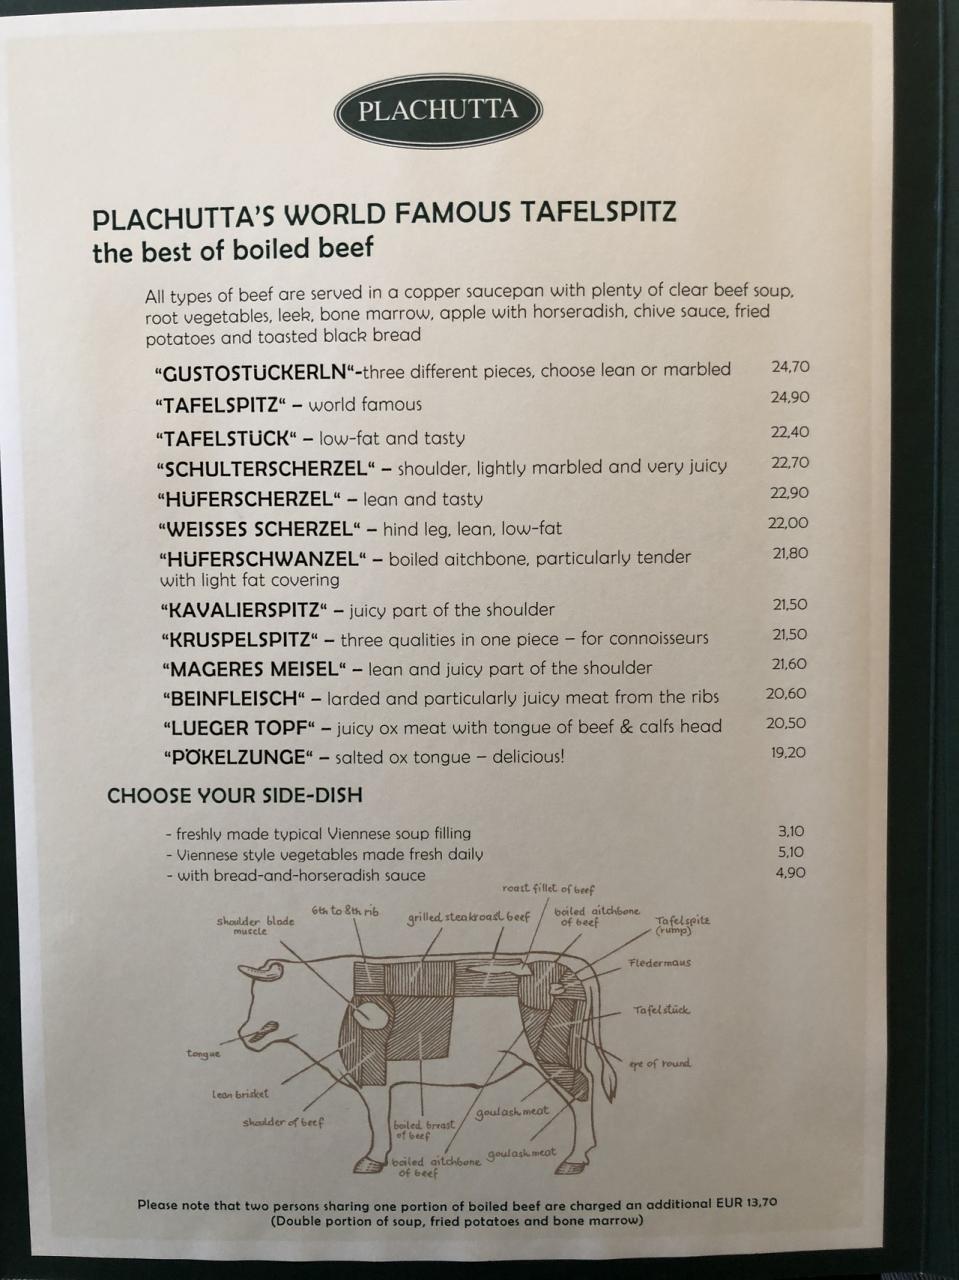 PLACHUTTA
PLACHUTTA'S WORLD FAMOUS TAFELSPITZ
the best of boiled beef
All types of beef are served in a copper saucepan with plenty of clear beef soup,
root vegetables, leek, bone marrow, apple with horseradish, chive sauce, fried
potatoes and toasted black bread
"GUSTOSTÜCKERLN"-three different pieces, choose lean or marbled 24,70
"TAFELSPITZ" – world famous 24,90
"TAFELSTÜCK" – low-fat and tasty 22,40
"SCHULTERSCHERZEL" – shoulder, lightly marbled and very juicy 22,70
"HÜFERSCHERZEL" – lean and tasty 22,90
"WEISSES SCHERZEL" – hind leg, lean, low-fat 22,00
"HÜFERSCHWANZEL" – boiled aitchbone, particularly tender 21,80
with light fat covering
"KAVALIERSPITZ" – juicy part of the shoulder 21,50
"KRUSPELSPITZ" – three qualities in one piece – for connoisseurs 21,50
"MAGERES MEISEL" – lean and juicy part of the shoulder 21,60
"BEINFLEISCH" – larded and particularly juicy meat from the ribs 20,60
"LUEGER TOPF" – juicy ox meat with tongue of beef & calfs head 20,50
"PÖKELZUNGE" – salted ox tongue – delicious! 19,20
CHOOSE YOUR SIDE-DISH
- freshly made typical Viennese soup filling 3,10
- Viennese style vegetables made fresh daily 5,10
- with bread-and-horseradish sauce 4,90
roast fillet of beef
6th to 8th rib
grilled steak
roast beef
boiled aitchbone
of beef
Tafelspitz
(rump)
shoulder blade
muscle
Fledermaus
Tafelstück
tongue
eye of round
lean brisket
shoulder of beef
boiled breast
of beef
goulash meat
goulash meat
boiled aitchbone
of beef
Please note that two persons sharing one portion of boiled beef are charged an additional EUR 13,70
(Double portion of soup, fried potatoes and bone marrow)